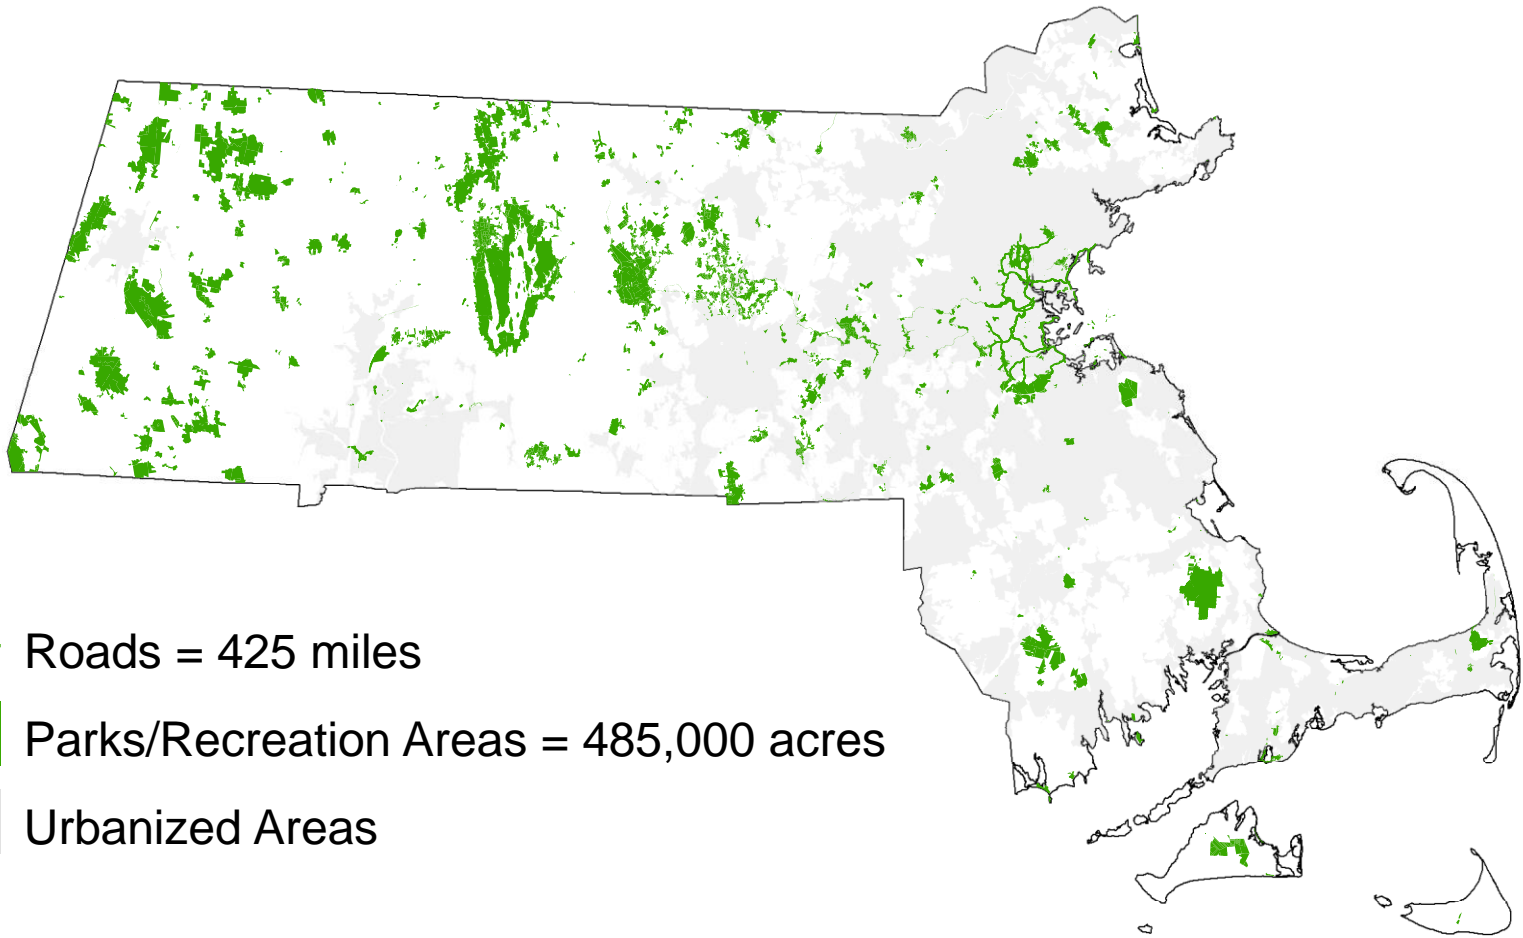 Roads = 425 miles
Parks/Recreation Areas = 485,000 acres
Urbanized Areas